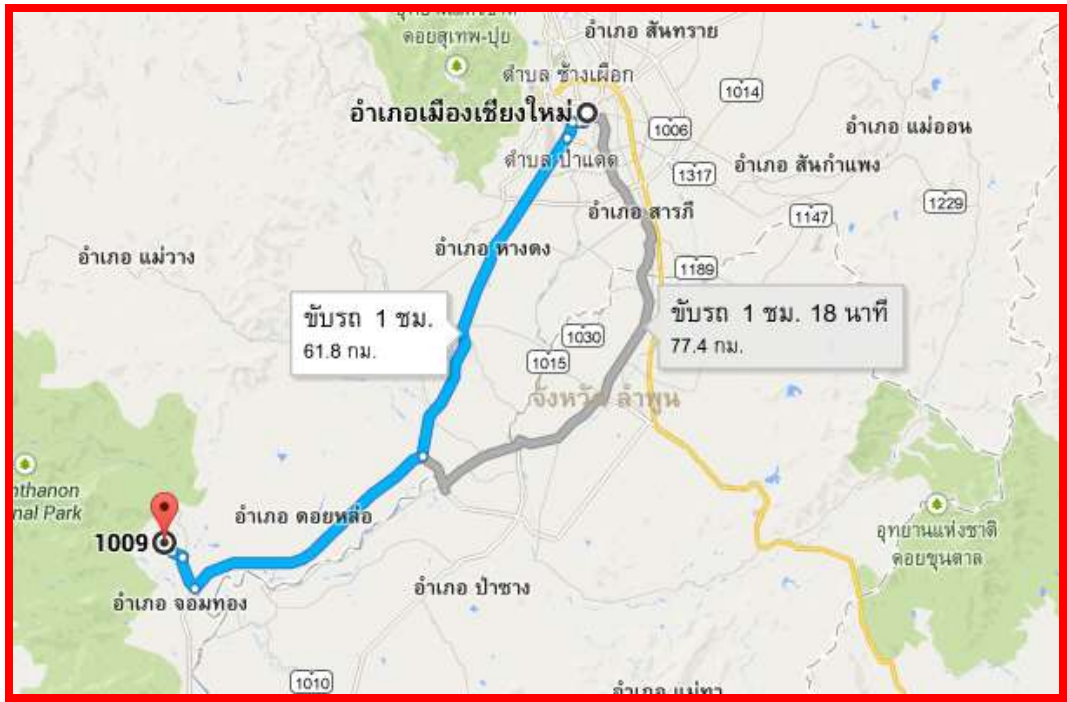 อุทยานแห่งชาติ
ดอยสุเทพ-ปุย
อำเภอ สันทราย
ตำบล ช้างเผือก
1014
อำเภอเมืองเชียงใหม่
1006
อำเภอ แม่ออน
ตำบล ป่าแดด
1317
อำเภอ สันกำแพง
1229
อำเภอ สารภี
1147
อำเภอ หางดง
อำเภอ แม่วาง
1189
ขับรถ 1 ชม.
61.8 กม.
ขับรถ 1 ชม. 18 นาที
77.4 กม.
1030
1015
จังหวัด ลำพูน
nthanon
nal Park
อำเภอ ดอยหล่อ
1009
อุทยานแห่งชาติ
ดอยขุนตาล
อำเภอ ป่าซาง
อำเภอ จอมทอง
1010
อำเภอ แม่ทา